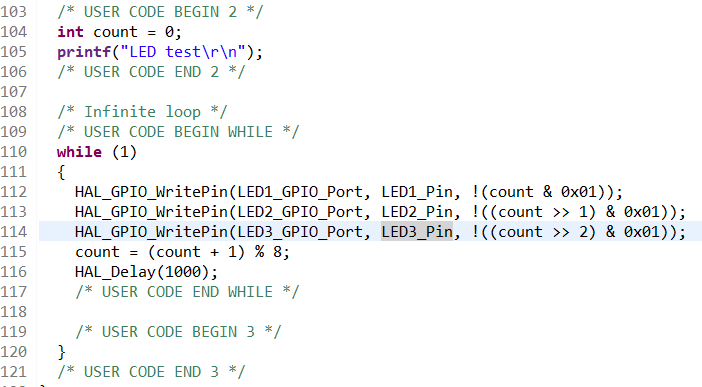 103 /* USER CODE BEGIN 2 */
104 int count = 0;
105 printf("LED test\r\n");
106 /* USER CODE END 2 */
107
108 /* Infinite loop */
109 /* USER CODE BEGIN WHILE */
110 while (1)
111 {
112 HAL_GPIO_WritePin(LED1_GPIO_Port, LED1_Pin, !(count & 0x01));
113 HAL_GPIO_WritePin(LED2_GPIO_Port, LED2_Pin, !((count >> 1) & 0x01));
114 HAL_GPIO_WritePin(LED3_GPIO_Port, LED3_Pin, !((count >> 2) & 0x01));
115 count = (count + 1) % 8;
116 HAL_Delay(1000);
117 /* USER CODE END WHILE */
118
119 /* USER CODE BEGIN 3 */
120 }
121 /* USER CODE END 3 */